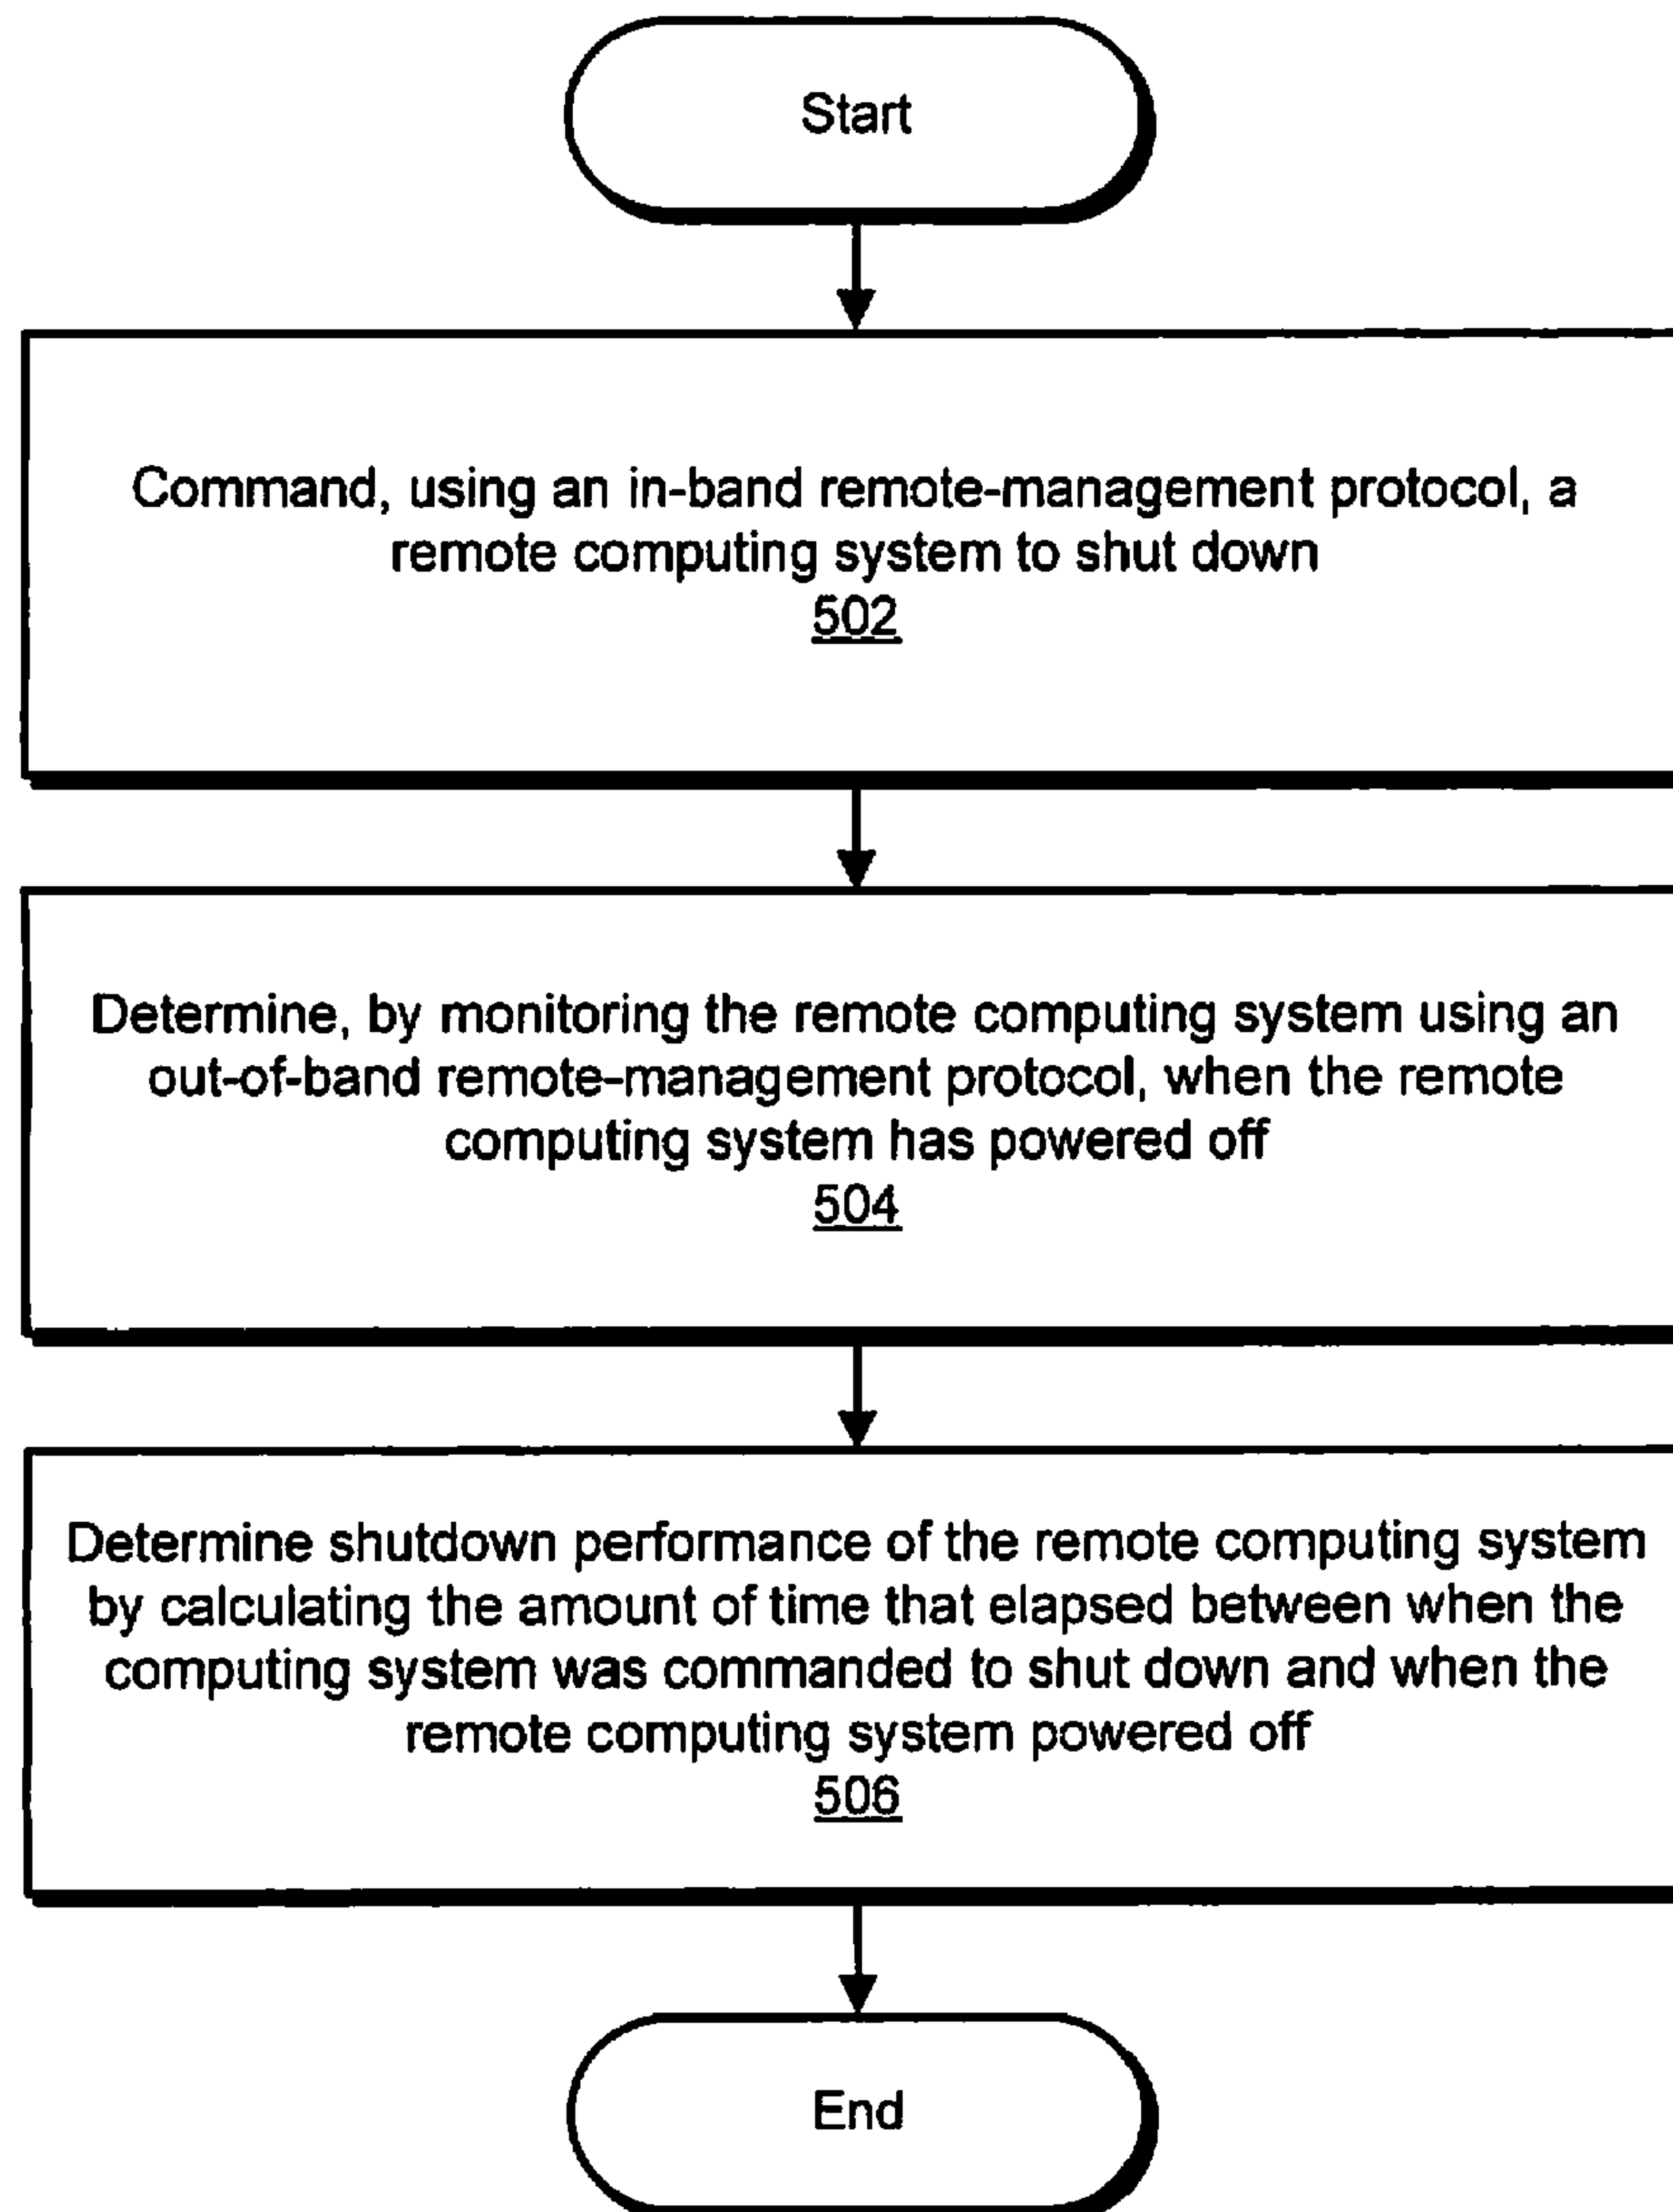 Start
Command, using an in-band remote-management protocol, a
remote computing system to shut down
502
Determine, by monitoring the remote computing system using an
out-of-band remote-management protocol, when the remote
computing system has powered off
504
Determine shutdown performance of the remote computing system
by calculating the amount of time that elapsed between when the
computing system was commanded to shut down and when the
remote computing system powered off
506
End